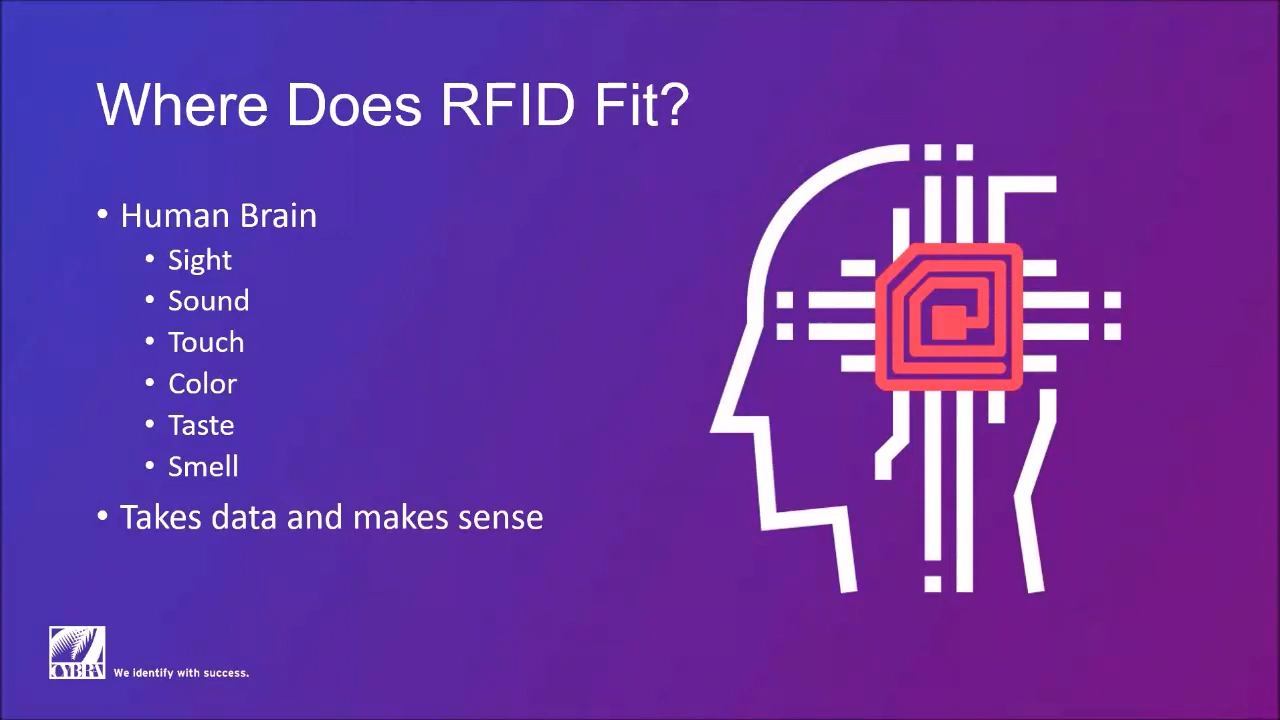 Where Does RFID Fit?
• Human Brain
• Sight
• Sound
• Touch
• Color
• Taste
• Smell
• Takes data and makes sense
CYBRA
We identify with success.